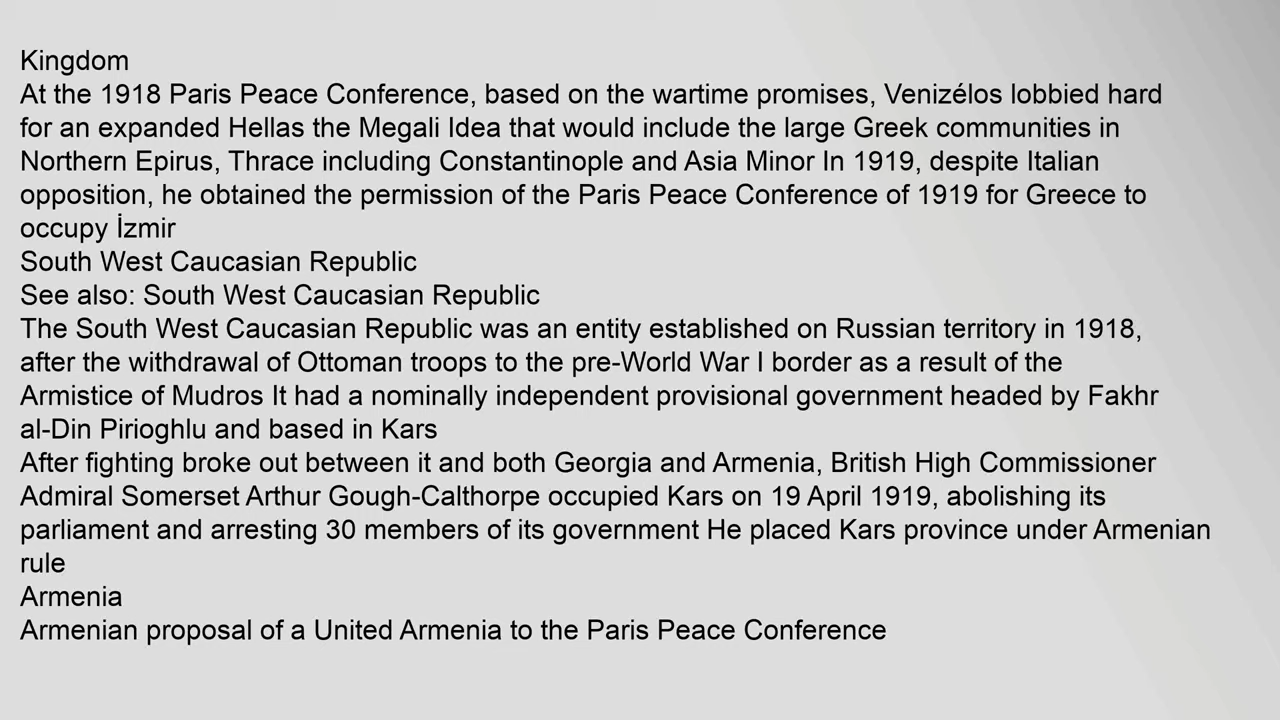 Kingdom
At the 1918 Paris Peace Conference, based on the wartime promises, Venizélos lobbied hard
for an expanded Hellas the Megali Idea that would include the large Greek communities in
Northern Epirus, Thrace including Constantinople and Asia Minor In 1919, despite Italian
opposition, he obtained the permission of the Paris Peace Conference of 1919 for Greece to
occupy İzmir
South West Caucasian Republic
See also: South West Caucasian Republic
The South West Caucasian Republic was an entity established on Russian territory in 1918,
after the withdrawal of Ottoman troops to the pre-World War I border as a result of the
Armistice of Mudros It had a nominally independent provisional government headed by Fakhr
al-Din Pirioghlu and based in Kars
After fighting broke out between it and both Georgia and Armenia, British High Commissioner
Admiral Somerset Arthur Gough-Calthorpe occupied Kars on 19 April 1919, abolishing its
parliament and arresting 30 members of its government He placed Kars province under Armenian
rule
Armenia
Armenian proposal of a United Armenia to the Paris Peace Conference